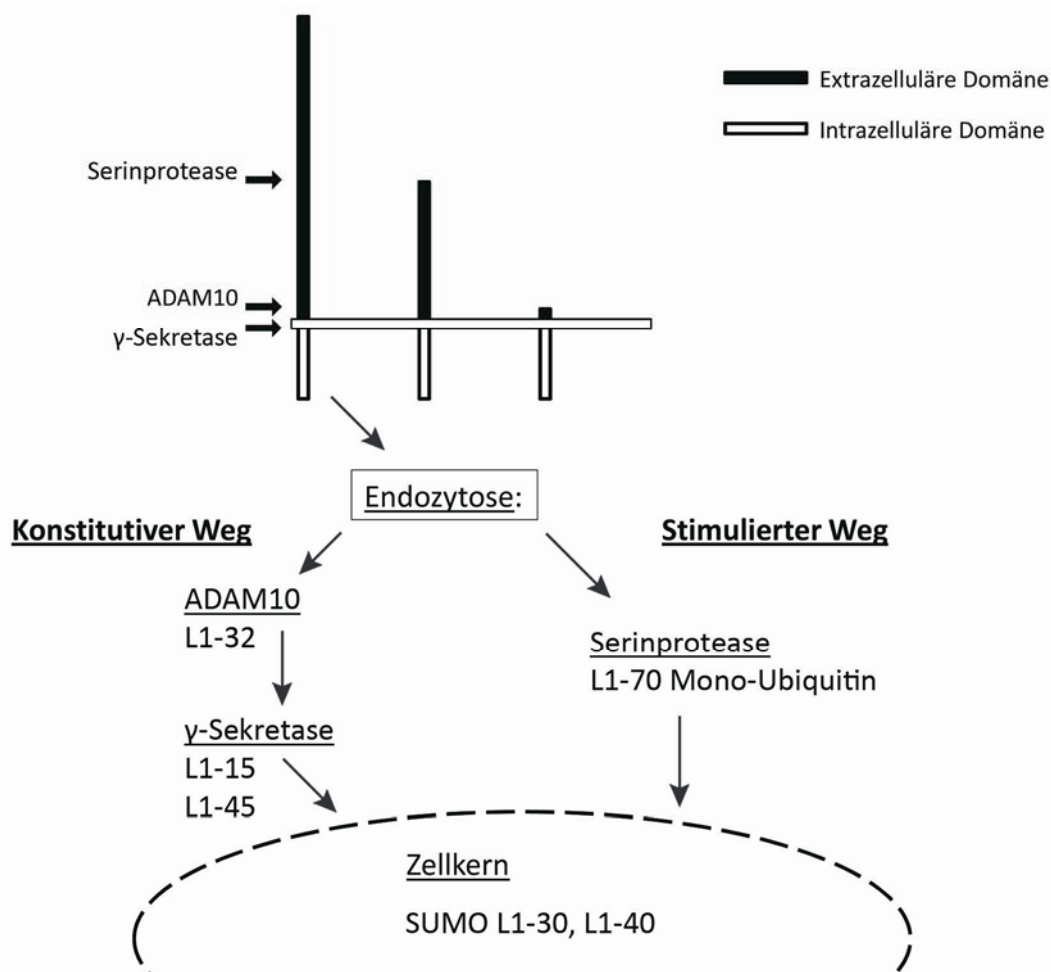 Extrazelluläre Domäne
Intrazelluläre Domäne
Serinprotease
ADAM10
γ-Sekretase
Endozytose:
Konstitutiver Weg
Stimulierter Weg
ADAM10
L1-32
Serinprotease
L1-70 Mono-Ubiquitin
γ-Sekretase
L1-15
L1-45
Zellkern
SUMO L1-30, L1-40